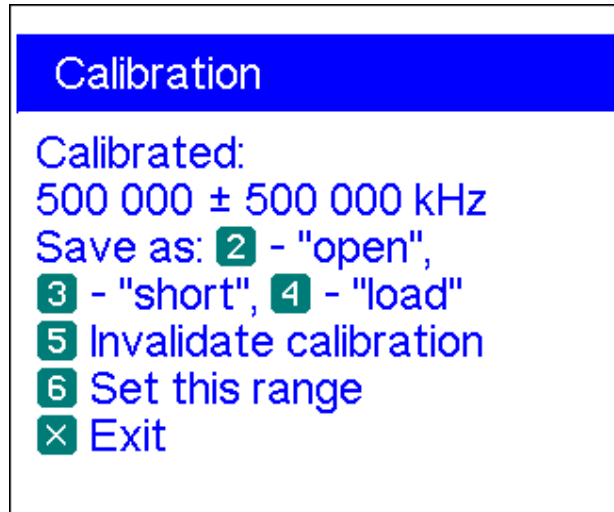 Calibration
Calibrated:
500 000 ± 500 000 kHz
Save as: 2 - "open",
3 - "short", 4 - "load"
5 Invalidate calibration
6 Set this range
× Exit